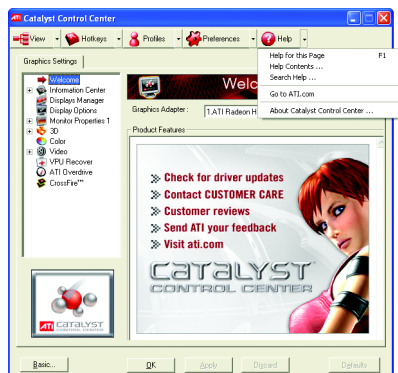 ATI Catalyst Control Center
View Hotkeys Profiles Preferences Help
Help for this Page F1
Help Contents ...
Search Help ...
Go to ATI.com
About Catalyst Control Center ...
Graphics Settings
Welcome
Information Center
Displays Manager
Display Options
Monitor Properties 1
3D
Color
Video
VPU Recover
ATI Overdrive
CrossFire™
Welc
Graphics Adapter:
1.ATI Radeon H
Product Features
Check for driver updates
Contact CUSTOMER CARE
Customer reviews
Send ATI your feedback
Visit ati.com
CATALYST
CONTROL CENTER
ATI CATALYST
CONTROL CENTER
Basic...
OK
Apply
Discard
Defaults